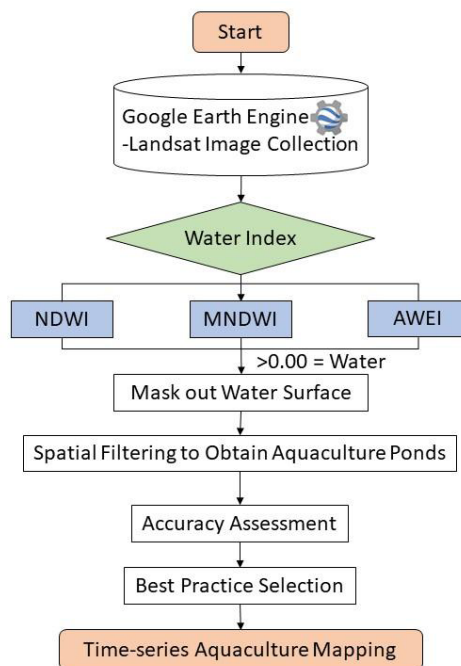 Start
Google Earth Engine
-Landsat Image Collection
Water Index
NDWI
MNDWI
AWEI
>0.00 = Water
Mask out Water Surface
Spatial Filtering to Obtain Aquaculture Ponds
Accuracy Assessment
Best Practice Selection
Time-series Aquaculture Mapping